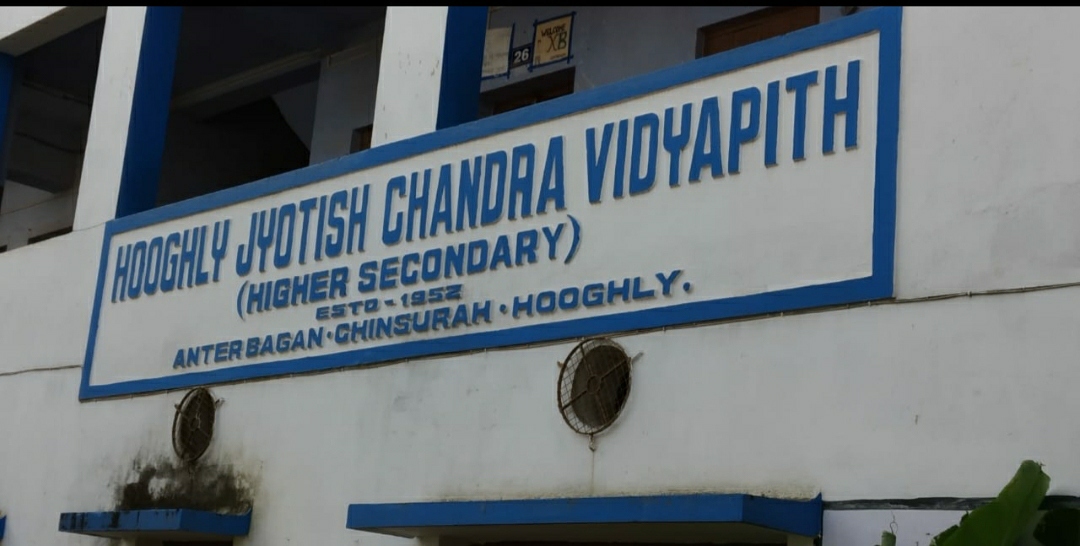 26
XB
HOOGHLY JYOTISH CHANDRA VIDYAPITH
(HIGHER SECONDARY)
ESTD - 1952
ANTER BAGAN · CHINSURAH · HOOGHLY.